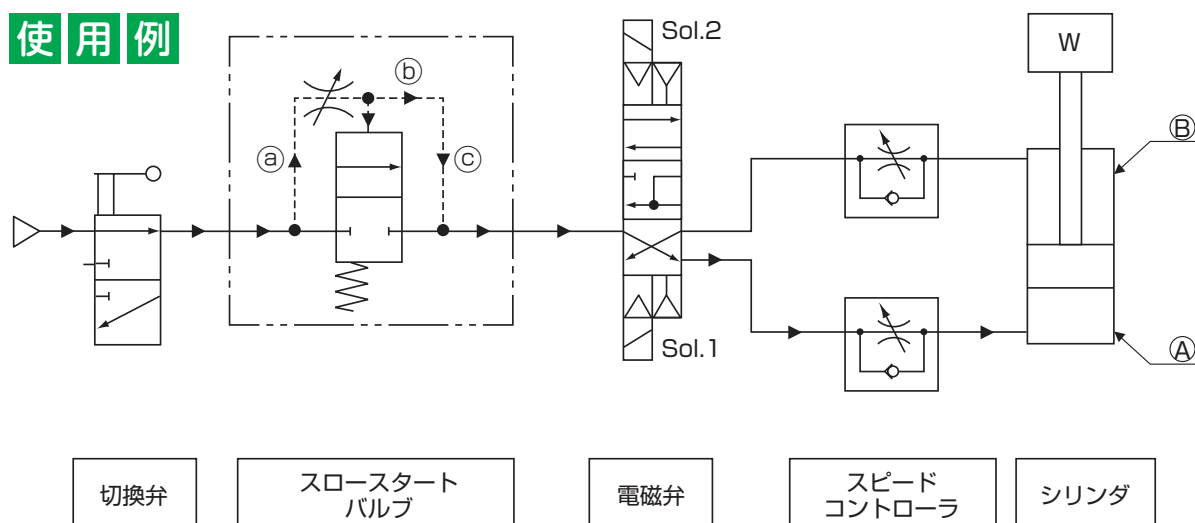 使用例
Sol.2
W
ⓑ
ⓐ
ⓒ
Ⓑ
Sol.1
Ⓐ
切換弁
スロースタート
バルブ
電磁弁
スピード
コントローラ
シリンダ